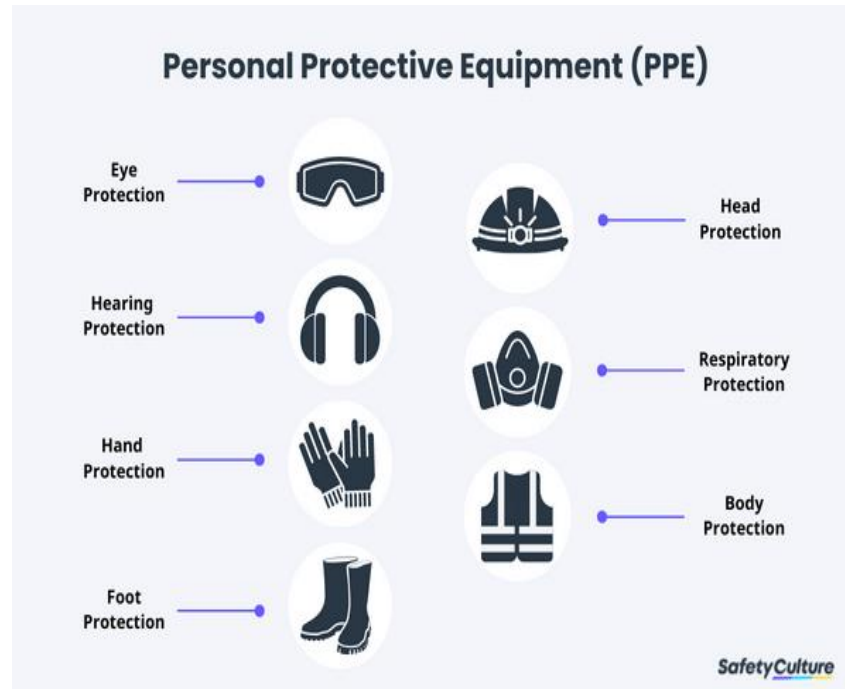 Personal Protective Equipment (PPE)
Eye
Protection
Hearing
Protection
Hand
Protection
Foot
Protection
Head
Protection
Respiratory
Protection
Body
Protection
SafetyCulture